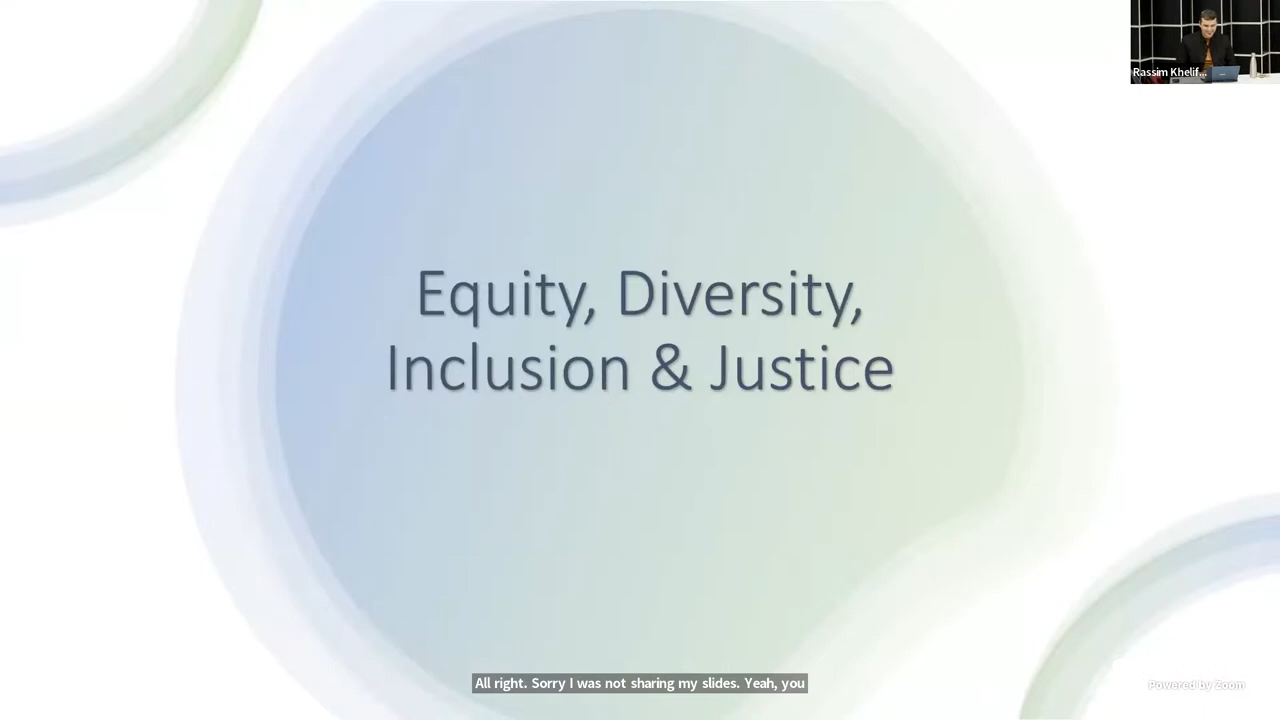 Rassim Khelif...
Equity, Diversity,
Inclusion & Justice
All right. Sorry I was not sharing my slides. Yeah, you
Powered by Zoom